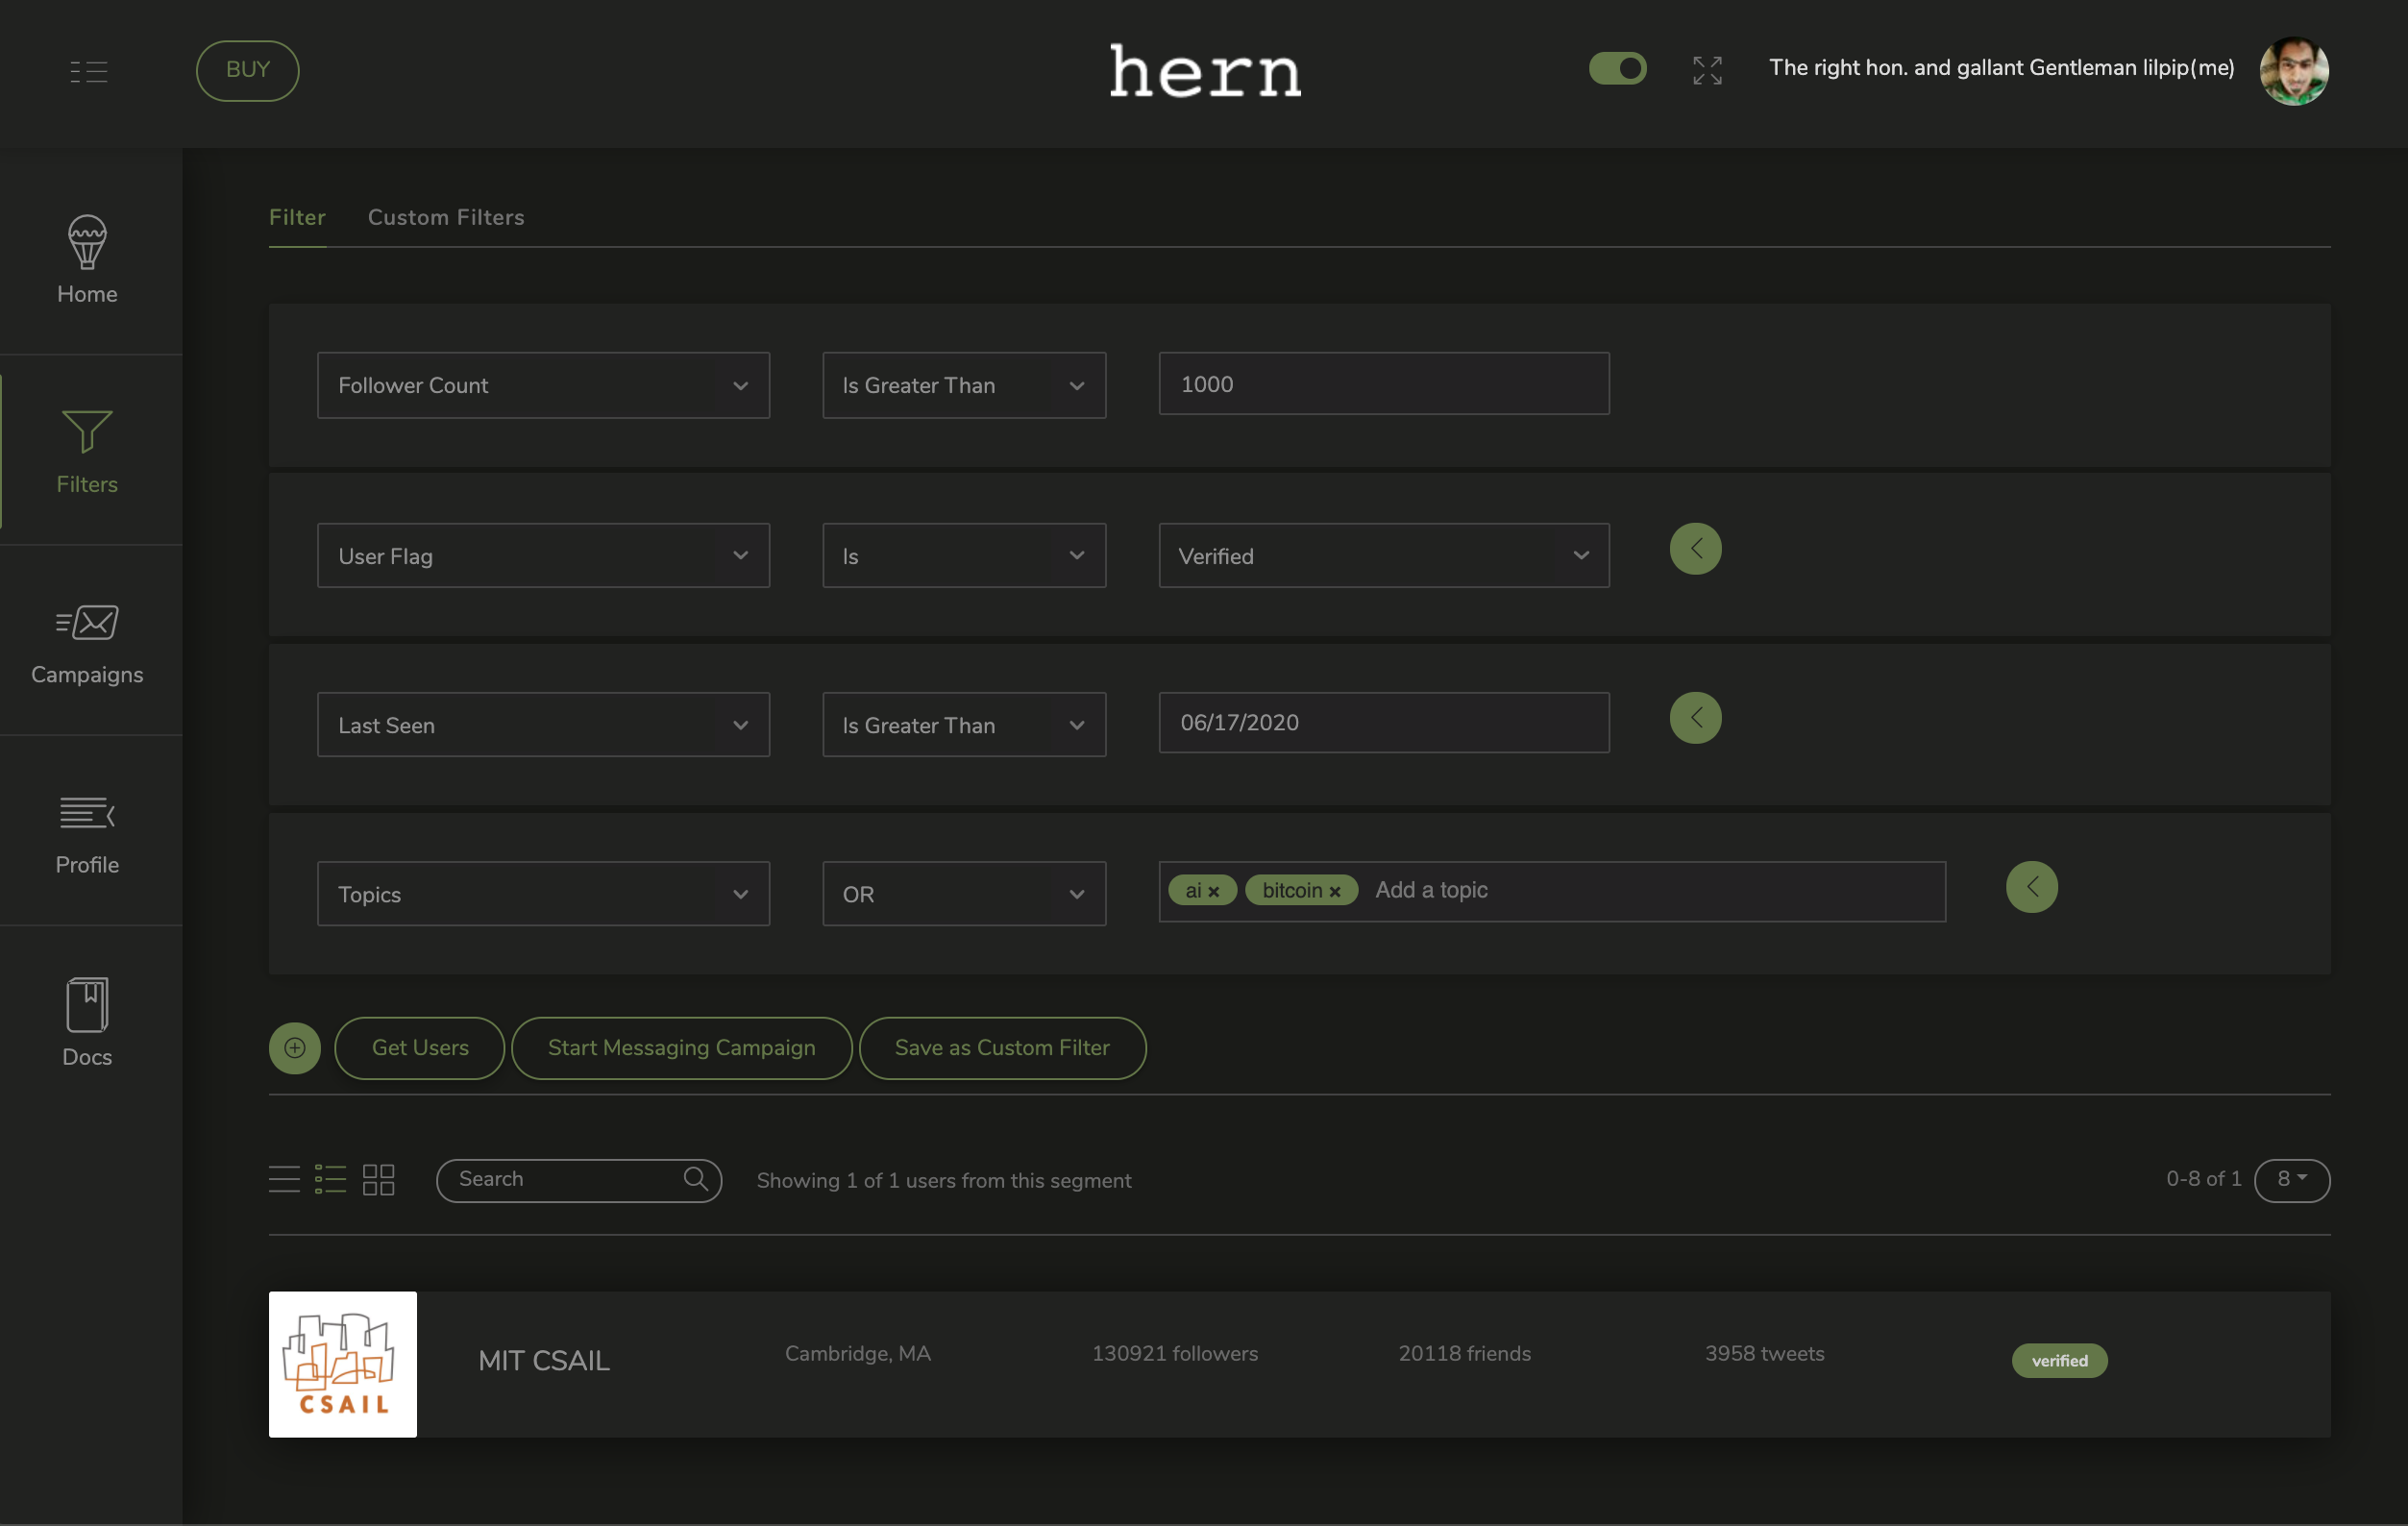 BUY
hern
The right hon. and gallant Gentleman lilpip(me)
Home
Filters
Campaigns
Profile
Docs
Filter Custom Filters
Follower Count Is Greater Than 1000
User Flag Is Verified
Last Seen Is Greater Than 06/17/2020
Topics OR ai × bitcoin × Add a topic
Get Users Start Messaging Campaign Save as Custom Filter
Search Showing 1 of 1 users from this segment 0-8 of 1 8
CSAIL
MIT CSAIL Cambridge, MA 130921 followers 20118 friends 3958 tweets verified